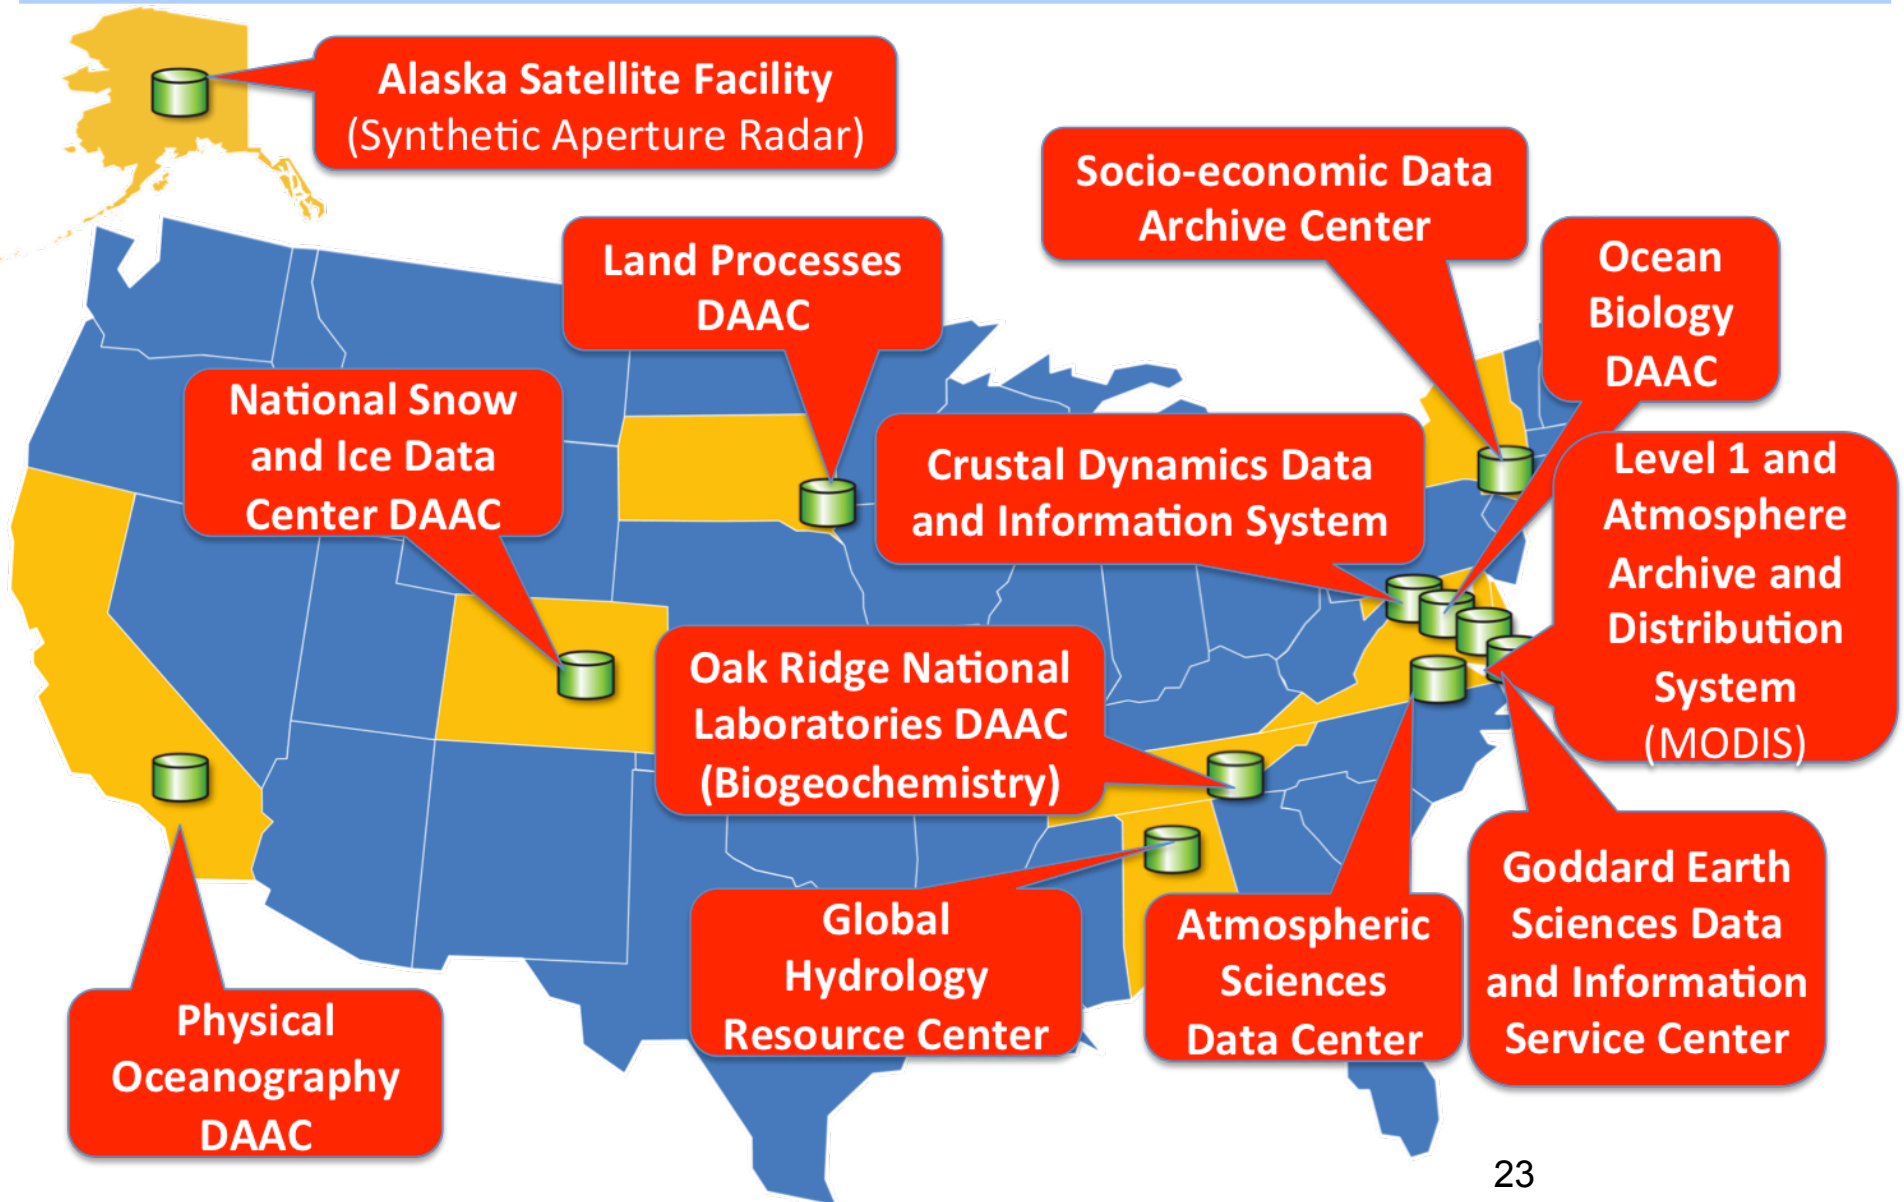 Alaska Satellite Facility
(Synthetic Aperture Radar)
Socio-economic Data
Archive Center
Land Processes
DAAC
Ocean
Biology
DAAC
National Snow
and Ice Data
Center DAAC
Crustal Dynamics Data
and Information System
Level 1 and
Atmosphere
Archive and
Distribution
System
(MODIS)
Oak Ridge National
Laboratories DAAC
(Biogeochemistry)
Global
Hydrology
Resource Center
Atmospheric
Sciences
Data Center
Goddard Earth
Sciences Data
and Information
Service Center
Physical
Oceanography
DAAC
23